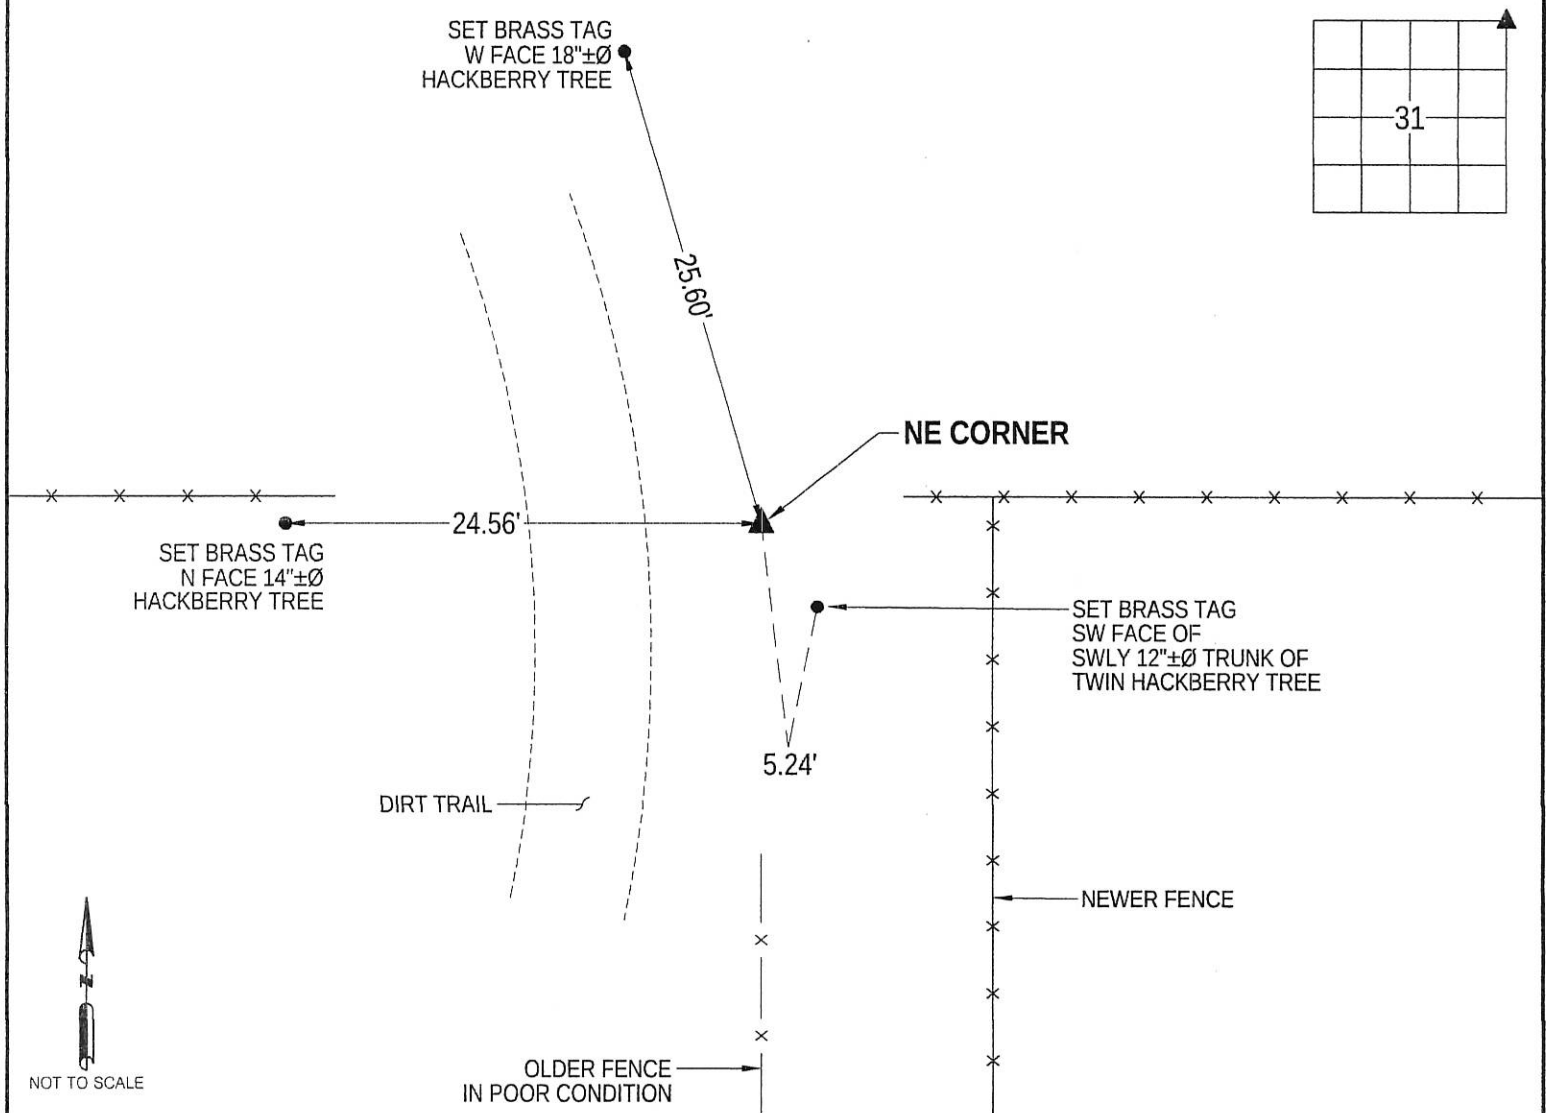 SET BRASS TAG
W FACE 18"±Ø
HACKBERRY TREE
31
25.60'
NE CORNER
24.56'
SET BRASS TAG
N FACE 14"±Ø
HACKBERRY TREE
SET BRASS TAG
SW FACE OF
SWLY 12"±Ø TRUNK OF
TWIN HACKBERRY TREE
5.24'
DIRT TRAIL
NEWER FENCE
N
NOT TO SCALE
OLDER FENCE
IN POOR CONDITION